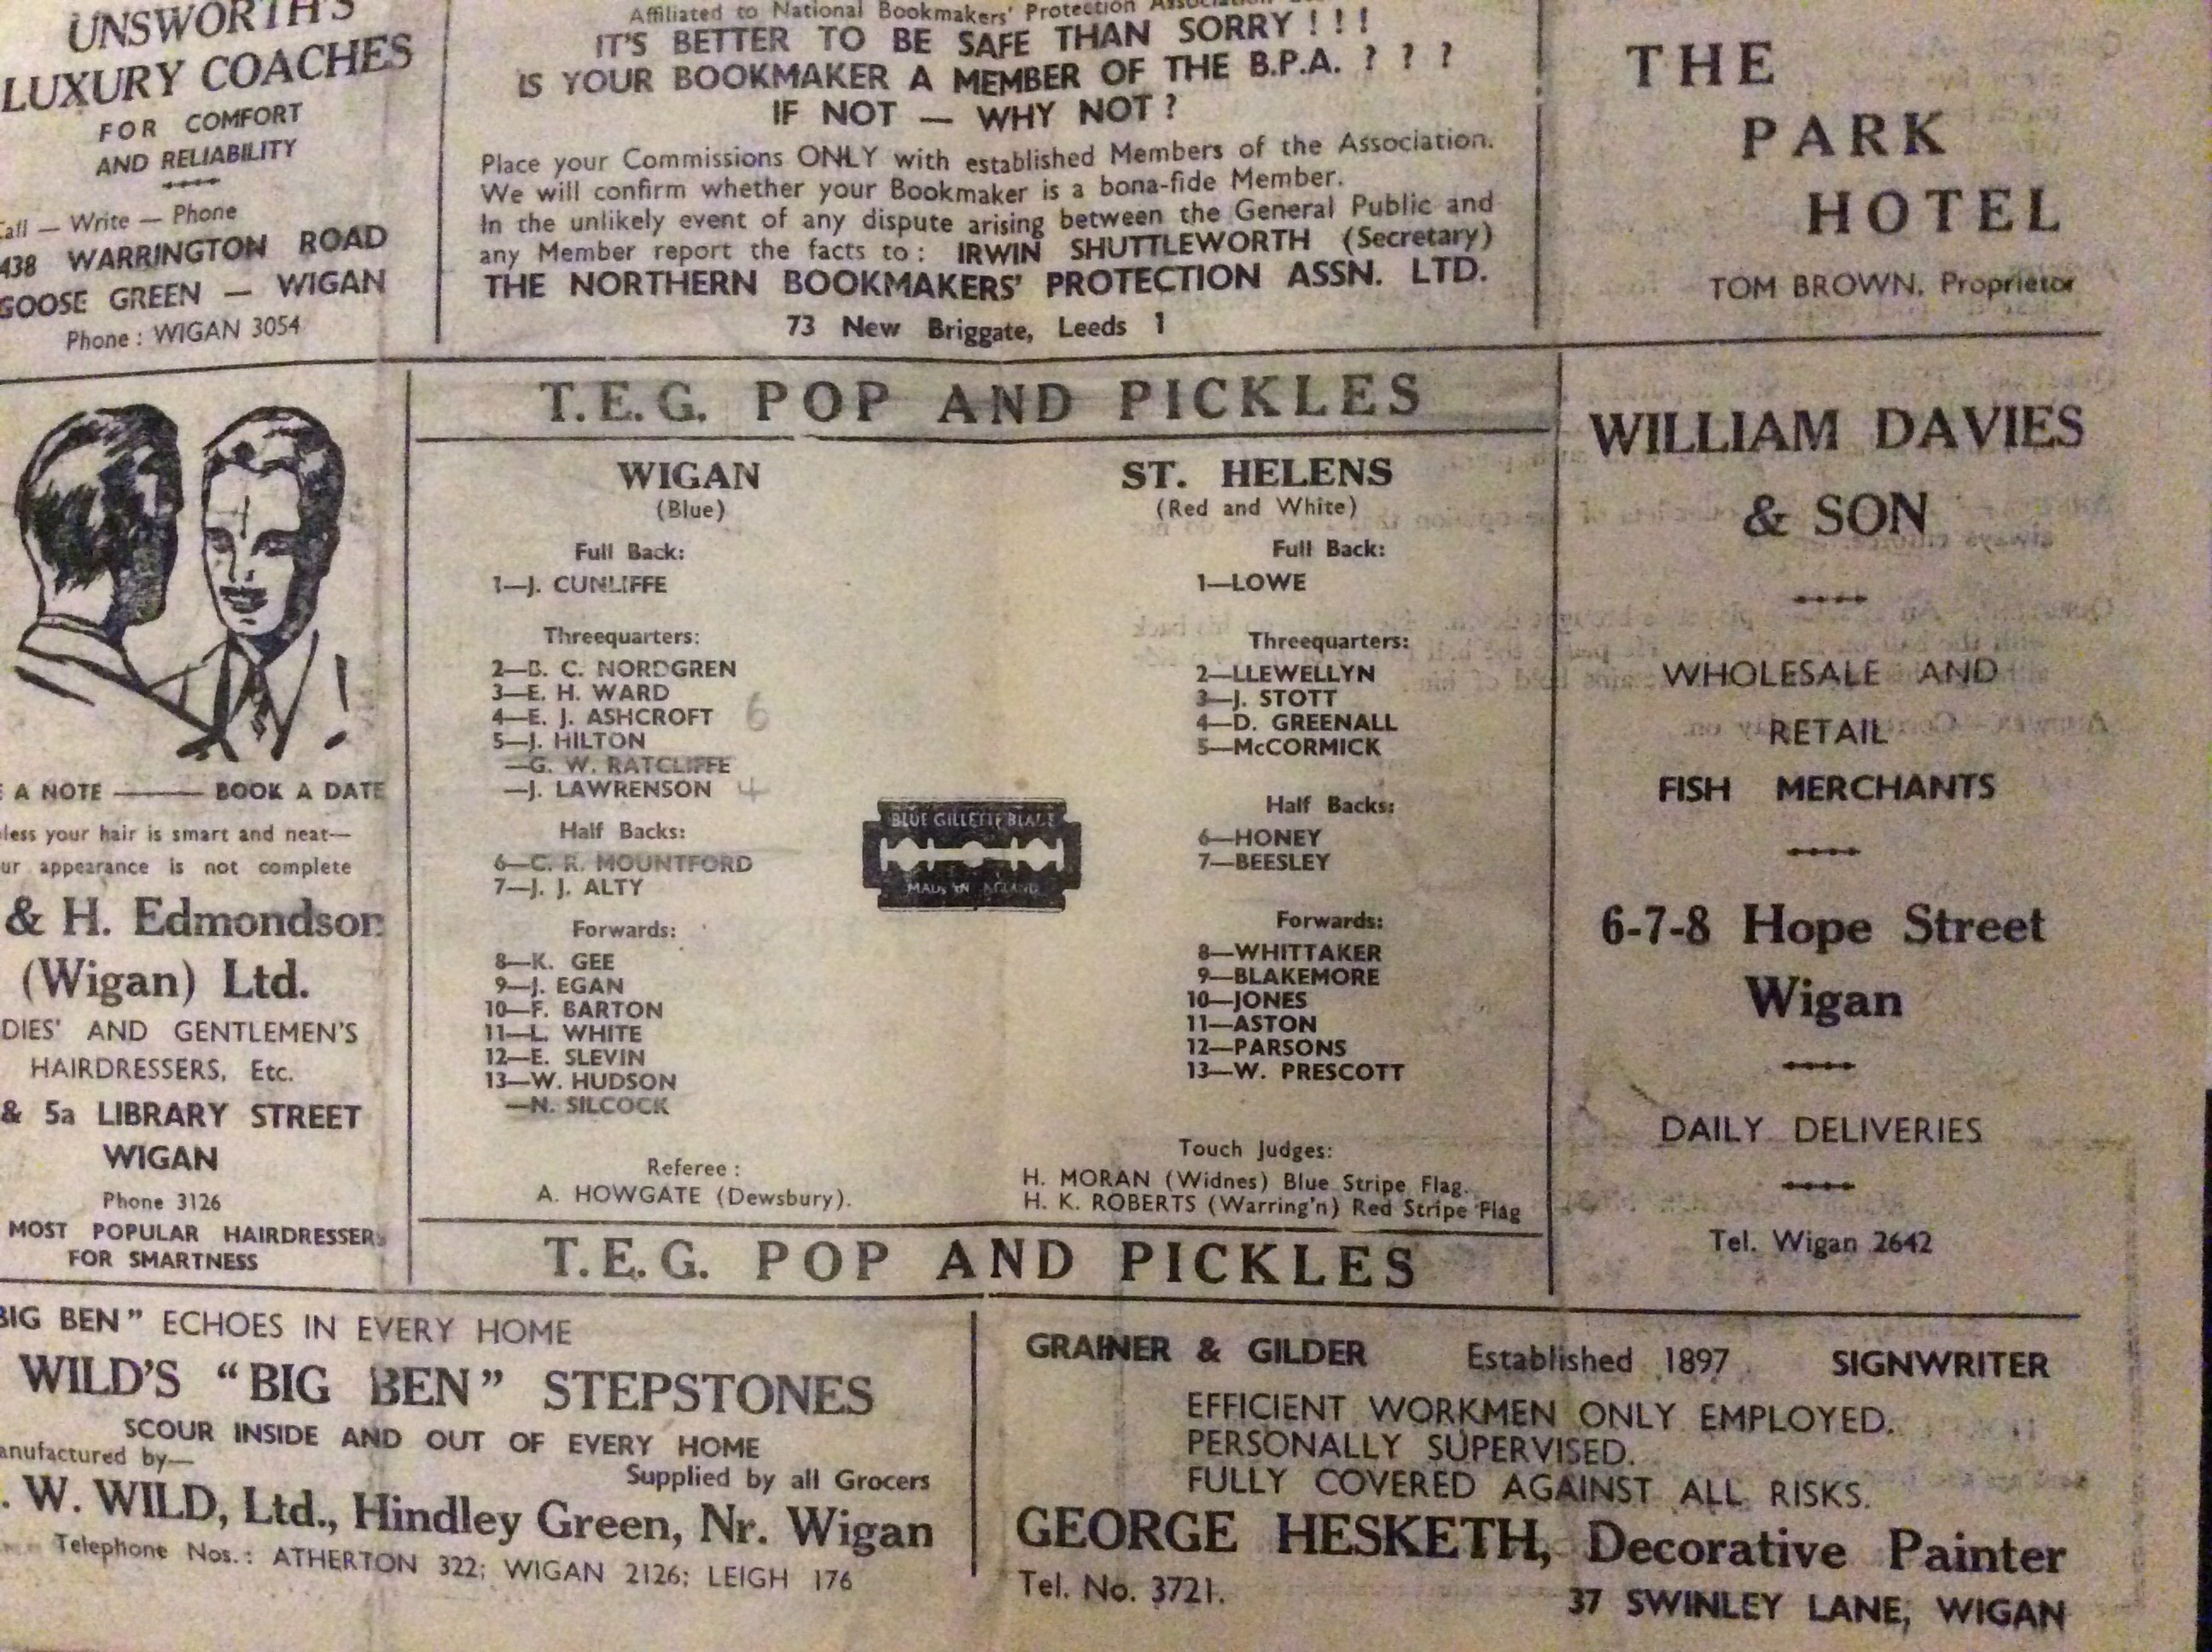 UNSWORTH'S
LUXURY COACHES
FOR COMFORT
AND RELIABILITY
— Write — Phone
438 WARRINGTON ROAD
GOOSE GREEN — WIGAN
Phone : WIGAN 3054
Affiliated to National Bookmakers' Protection
IT'S BETTER TO BE SAFE THAN SORRY ! ! !
IS YOUR BOOKMAKER A MEMBER OF THE B.P.A. ? ? ?
IF NOT — WHY NOT ?
Place your Commissions ONLY with established Members of the Association.
We will confirm whether your Bookmaker is a bona-fide Member.
In the unlikely event of any dispute arising between the General Public and
any Member report the facts to : IRWIN SHUTTLEWORTH (Secretary)
THE NORTHERN BOOKMAKERS' PROTECTION ASSN. LTD.
73 New Briggate, Leeds 1
THE
PARK
HOTEL
TOM BROWN, Proprietor
A NOTE ——— BOOK A DATE
less your hair is smart and neat—
ur appearance is not complete
& H. Edmondson
(Wigan) Ltd.
DIES' AND GENTLEMEN'S
HAIRDRESSERS, Etc.
& 5a LIBRARY STREET
WIGAN
Phone 3126
MOST POPULAR HAIRDRESSERS
FOR SMARTNESS
T.E.G. POP AND PICKLES
WIGAN
(Blue)
Full Back:
1—J. CUNLIFFE
Threequarters:
2—B. C. NORDGREN
3—E. H. WARD
4—E. J. ASHCROFT 6
5—J. HILTON
—G. W. RATCLIFFE
—J. LAWRENSON 4
Half Backs:
6—C. R. MOUNTFORD
7—J. J. ALTY
Forwards:
8—K. GEE
9—J. EGAN
10—F. BARTON
11—L. WHITE
12—E. SLEVIN
13—W. HUDSON
—N. SILCOCK
Referee :
A. HOWGATE (Dewsbury).
BLUE GILLETTE BLADE
MADE IN ENGLAND
ST. HELENS
(Red and White)
Full Back:
1—LOWE
Threequarters:
2—LLEWELLYN
3—J. STOTT
4—D. GREENALL
5—McCORMICK
Half Backs:
6—HONEY
7—BEESLEY
Forwards:
8—WHITTAKER
9—BLAKEMORE
10—JONES
11—ASTON
12—PARSONS
13—W. PRESCOTT
Touch Judges:
H. MORAN (Widnes) Blue Stripe Flag.
H. K. ROBERTS (Warring'n) Red Stripe Flag
T.E.G. POP AND PICKLES
WILLIAM DAVIES
& SON
WHOLESALE AND
RETAIL
FISH MERCHANTS
6-7-8 Hope Street
Wigan
DAILY DELIVERIES
Tel. Wigan 2642
BIG BEN" ECHOES IN EVERY HOME
WILD'S "BIG BEN" STEPSTONES
SCOUR INSIDE AND OUT OF EVERY HOME
anufactured by—
Supplied by all Grocers
. W. WILD, Ltd., Hindley Green, Nr. Wigan
Telephone Nos. : ATHERTON 322; WIGAN 2126; LEIGH 176
GRAINER & GILDER Established 1897 SIGNWRITER
EFFICIENT WORKMEN ONLY EMPLOYED.
PERSONALLY SUPERVISED.
FULLY COVERED AGAINST ALL RISKS.
GEORGE HESKETH, Decorative Painter
Tel. No. 3721.
37 SWINLEY LANE, WIGAN